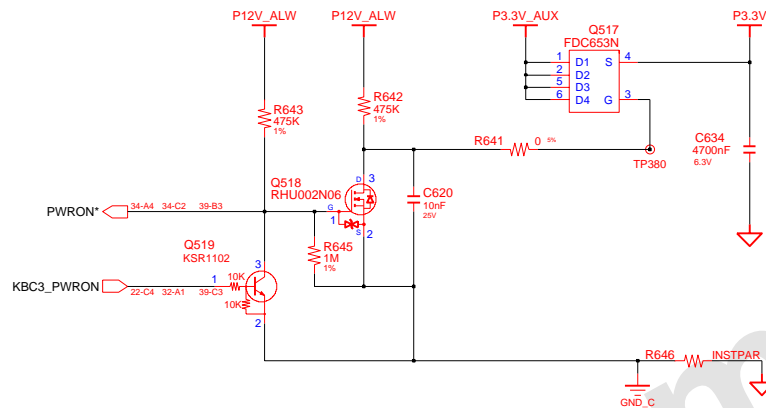 P12V_ALW
P12V_ALW
P3.3V_AUX
P3.3V
Q517
FDC653N
1 D1 S 4
2 D2
5 D3
6 D4 G 3
R643
475K
1%
R642
475K
1%
R641
0 5%
TP380
C634
4700nF
6.3V
Q518
RHU002N06
D 3
G
1
S
2
C620
10nF
25V
PWRON*
34-A4 34-C2 39-B3
R645
1M
1%
Q519
KSR1102
3
KBC3_PWRON
22-C4 32-A1 39-C3
1
10K
10K
2
R646
INSTPAR
GND_C